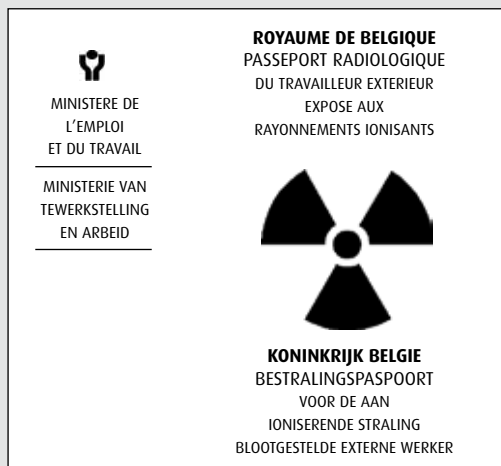 MINISTERE DE
L'EMPLOI
ET DU TRAVAIL
MINISTERIE VAN
TEWERKSTELLING
EN ARBEID
ROYAUME DE BELGIQUE
PASSEPORT RADIOLOGIQUE
DU TRAVAILLEUR EXTERIEUR
EXPOSE AUX
RAYONNEMENTS IONISANTS
KONINKRIJK BELGIE
BESTRALINGSPASPOORT
VOOR DE AAN
IONISERENDE STRALING
BLOOTGESTELDE EXTERNE WERKER